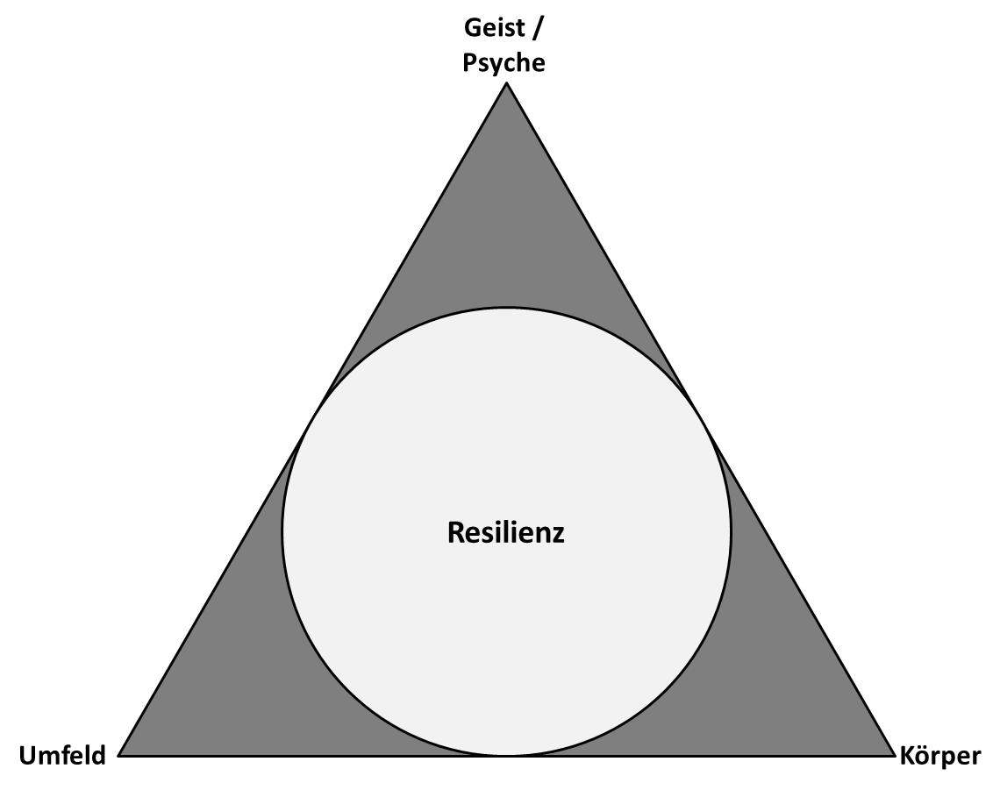 Geist /
Psyche
Resilienz
Umfeld
Körper